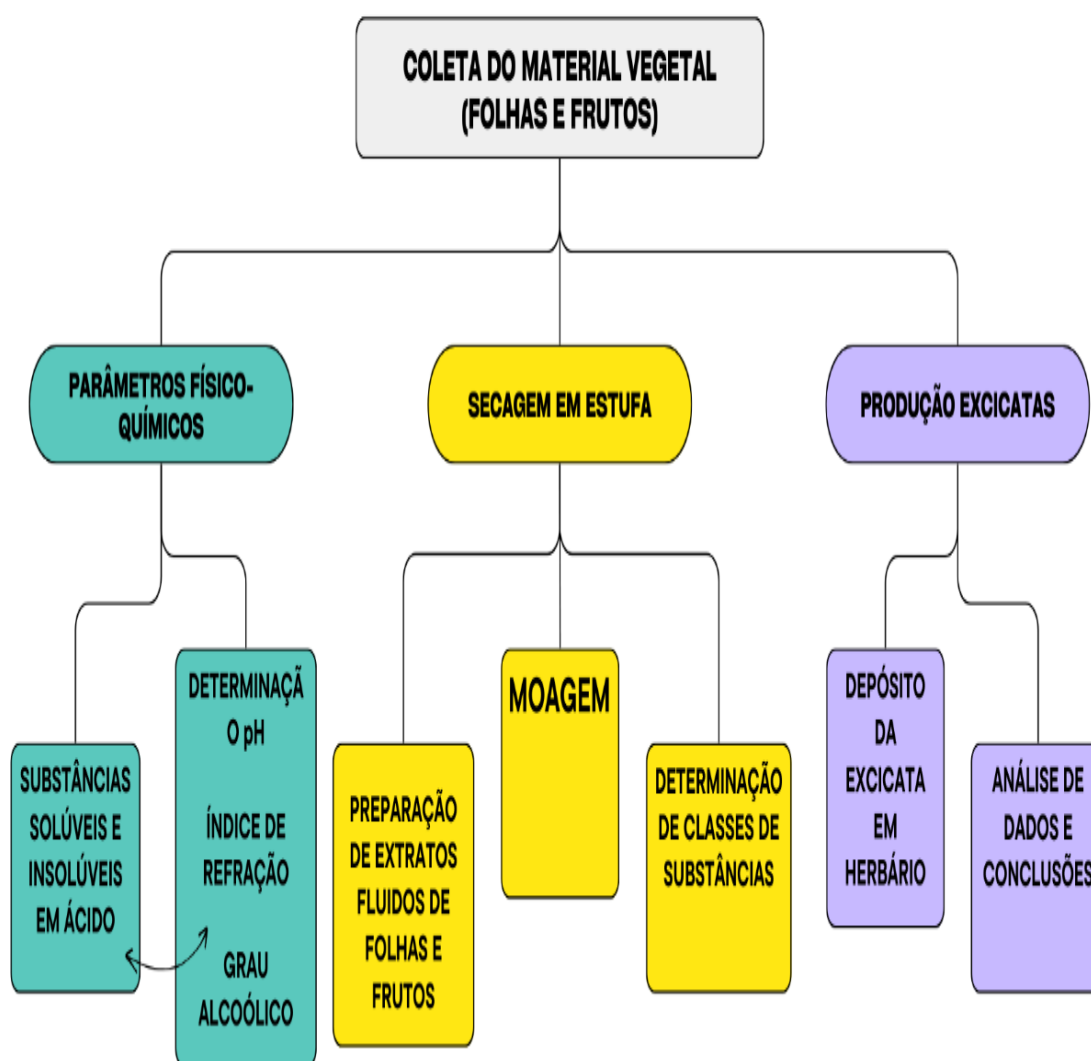 COLETA DO MATERIAL VEGETAL
(FOLHAS E FRUTOS)
PARÂMETROS FÍSICO-
QUÍMICOS
SECAGEM EM ESTUFA
PRODUÇÃO EXCICATAS
SUBSTÂNCIAS
SOLÚVEIS E
INSOLÚVEIS
EM ÁCIDO
DETERMINAÇÃ
O pH
ÍNDICE DE
REFRAÇÃO
GRAU
ALCOÓLICO
PREPARAÇÃO
DE EXTRATOS
FLUIDOS DE
FOLHAS E
FRUTOS
MOAGEM
DETERMINAÇÃO
DE CLASSES DE
SUBSTÂNCIAS
DEPÓSITO
DA
EXCICATA
EM
HERBÁRIO
ANÁLISE DE
DADOS E
CONCLUSÕES